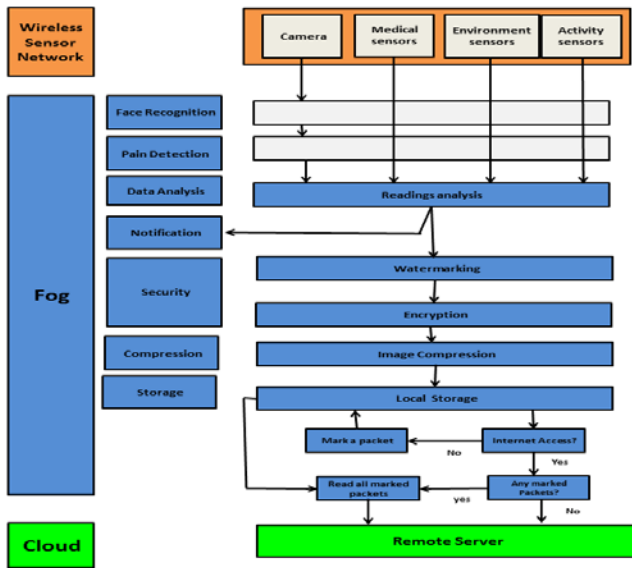 Wireless
Sensor
Network
Camera
Medical
sensors
Environment
sensors
Activity
sensors
Fog
Face Recognition
Pain Detection
Data Analysis
Notification
Security
Compression
Storage
Readings analysis
Watermarking
Encryption
Image Compression
Local Storage
Mark a packet
No
Internet Access?
Yes
Read all marked
packets
yes
Any marked
Packets?
No
Cloud
Remote Server